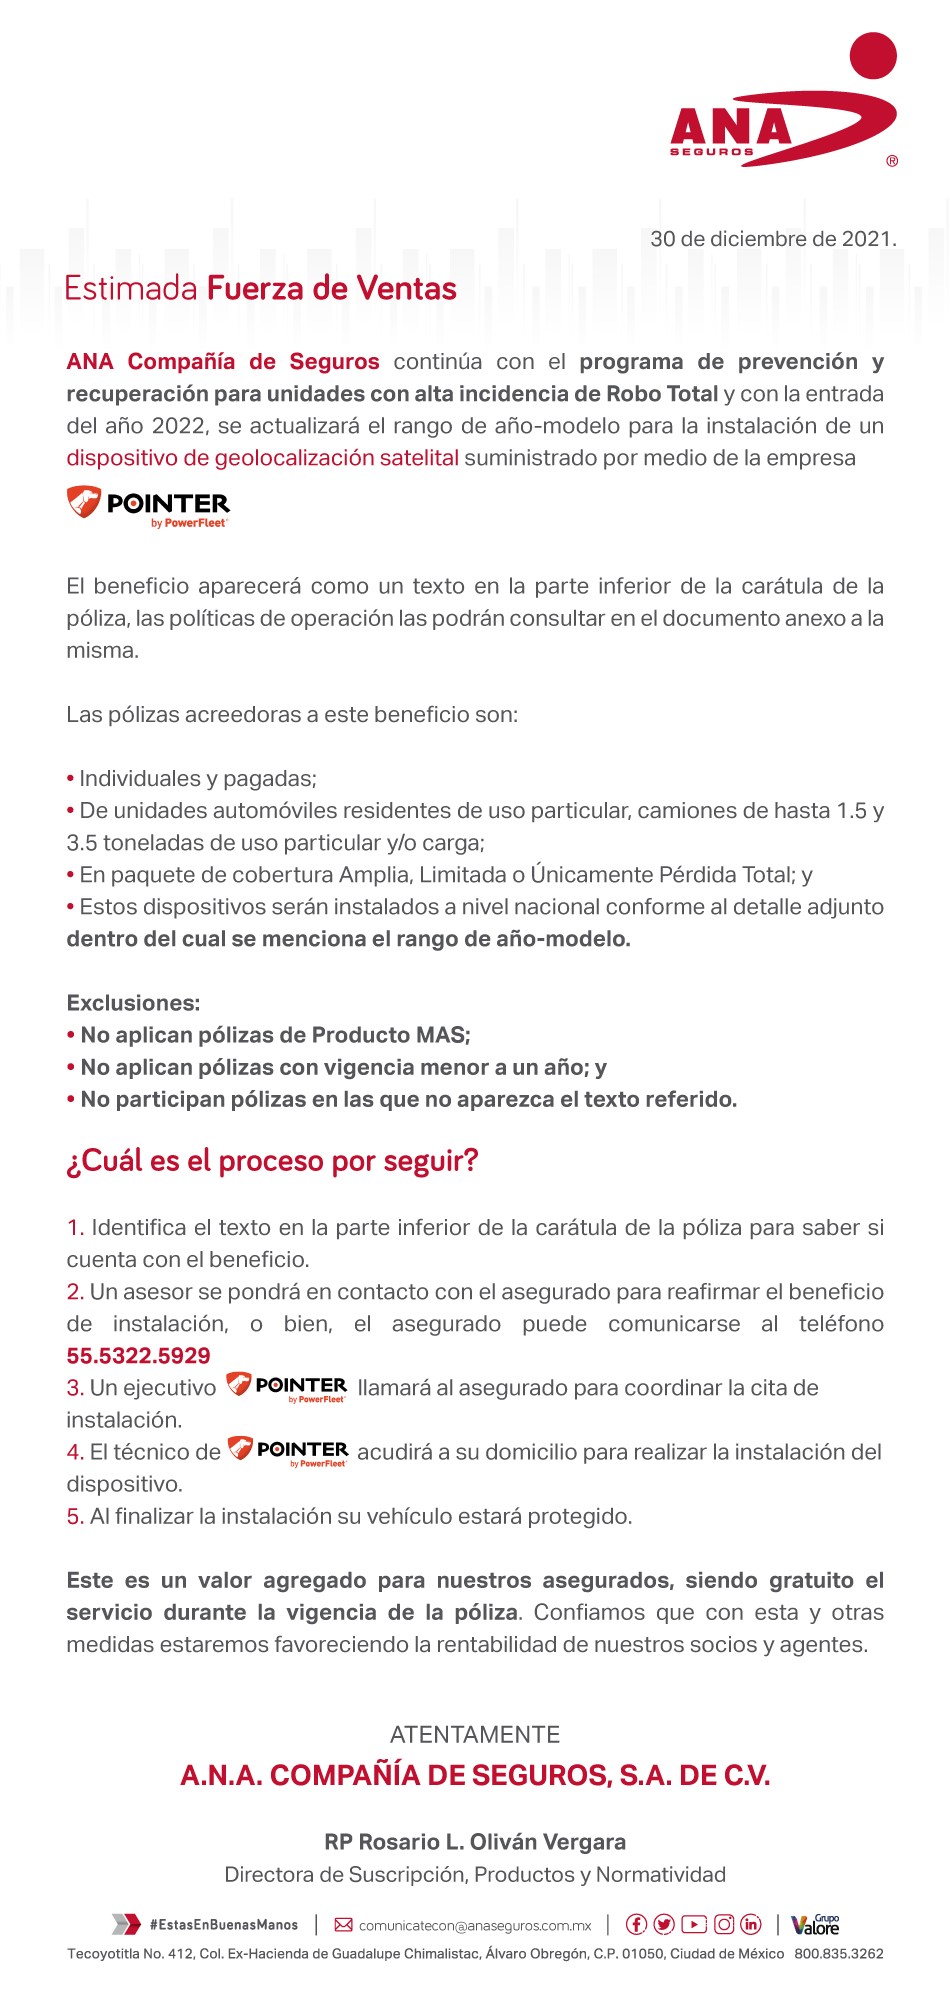 ANA
SEGUROS
®
30 de diciembre de 2021.
Estimada Fuerza de Ventas
ANA Compañía de Seguros continúa con el programa de prevención y
recuperación para unidades con alta incidencia de Robo Total y con la entrada
del año 2022, se actualizará el rango de año-modelo para la instalación de un
dispositivo de geolocalización satelital suministrado por medio de la empresa
POINTER
by PowerFleet
El beneficio aparecerá como un texto en la parte inferior de la carátula de la
póliza, las políticas de operación las podrán consultar en el documento anexo a la
misma.
Las pólizas acreedoras a este beneficio son:
• Individuales y pagadas;
• De unidades automóviles residentes de uso particular, camiones de hasta 1.5 y
3.5 toneladas de uso particular y/o carga;
• En paquete de cobertura Amplia, Limitada o Únicamente Pérdida Total; y
• Estos dispositivos serán instalados a nivel nacional conforme al detalle adjunto
dentro del cual se menciona el rango de año-modelo.
Exclusiones:
• No aplican pólizas de Producto MAS;
• No aplican pólizas con vigencia menor a un año; y
• No participan pólizas en las que no aparezca el texto referido.
¿Cuál es el proceso por seguir?
1. Identifica el texto en la parte inferior de la carátula de la póliza para saber si
cuenta con el beneficio.
2. Un asesor se pondrá en contacto con el asegurado para reafirmar el beneficio
de instalación, o bien, el asegurado puede comunicarse al teléfono
55.5322.5929
3. Un ejecutivo POINTER by PowerFleet llamará al asegurado para coordinar la cita de
instalación.
4. El técnico de POINTER by PowerFleet acudirá a su domicilio para realizar la instalación del
dispositivo.
5. Al finalizar la instalación su vehículo estará protegido.
Este es un valor agregado para nuestros asegurados, siendo gratuito el
servicio durante la vigencia de la póliza. Confiamos que con esta y otras
medidas estaremos favoreciendo la rentabilidad de nuestros socios y agentes.
ATENTAMENTE
A.N.A. COMPAÑÍA DE SEGUROS, S.A. DE C.V.
RP Rosario L. Oliván Vergara
Directora de Suscripción, Productos y Normatividad
#EstasEnBuenasManos | comunicatecon@anaseguros.com.mx | | Grupo Valore
Tecoyotitla No. 412, Col. Ex-Hacienda de Guadalupe Chimalistac, Álvaro Obregón, C.P. 01050, Ciudad de México 800.835.3262